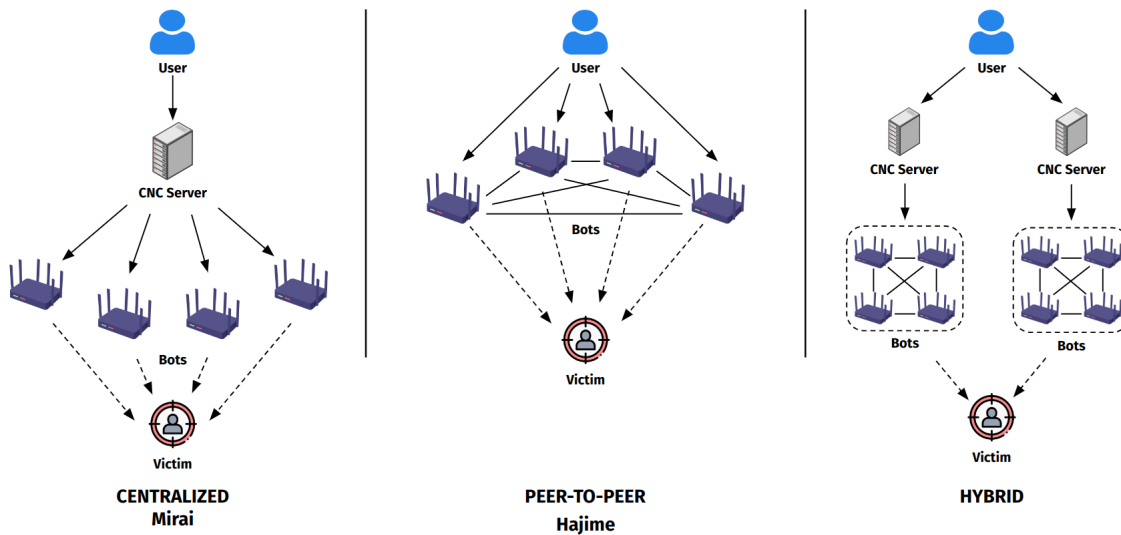 User
CNC Server
Bots
Victim
CENTRALIZED
Mirai
User
Bots
Victim
PEER-TO-PEER
Hajime
User
CNC Server
CNC Server
Bots
Bots
Victim
HYBRID